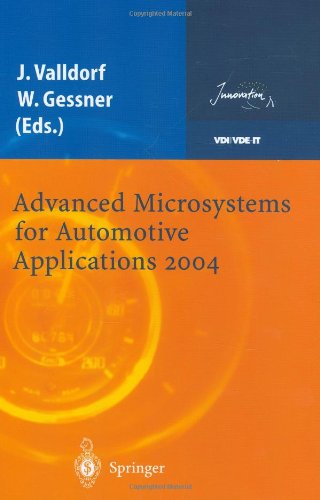 J. Valldorf
W. Gessner
(Eds.)
Innovation
VDI/VDE-IT
Advanced Microsystems
for Automotive
Applications 2004
Springer